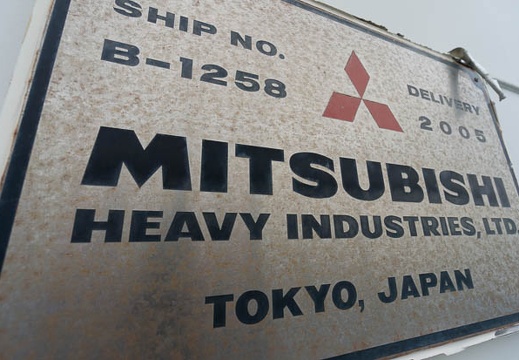 SHIP NO.
B-1258
DELIVERY
2005
MITSUBISHI
HEAVY INDUSTRIES, LTD.
TOKYO, JAPAN